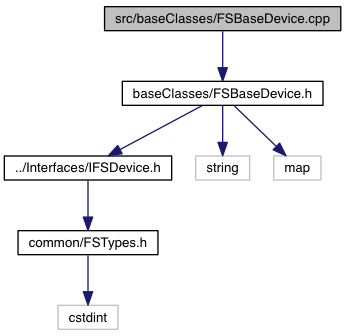 src/baseClasses/FSBaseDevice.cpp
baseClasses/FSBaseDevice.h
../Interfaces/IFSDevice.h
string
map
common/FSTypes.h
cstdint